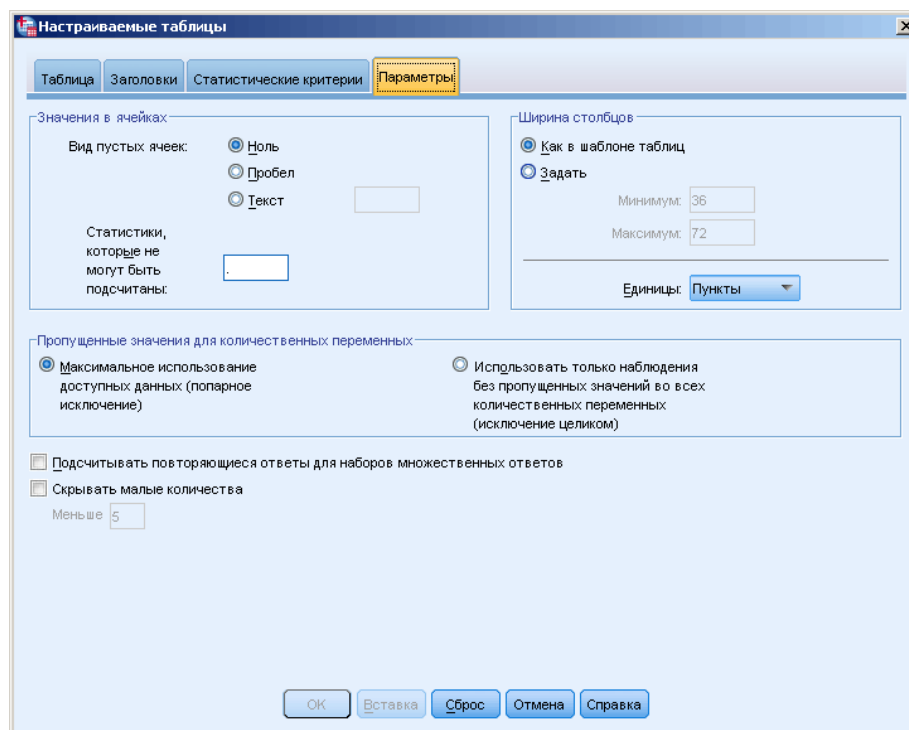 Настраиваемые таблицы
Таблица
Заголовки
Статистические критерии
Параметры
Значения в ячейках
Вид пустых ячеек:
Ноль
Пробел
Текст
Статистики,
которые не
могут быть
подсчитаны:
.
Ширина столбцов
Как в шаблоне таблиц
Задать
Минимум: 36
Максимум: 72
Единицы: Пункты
Пропущенные значения для количественных переменных
Максимальное использование
доступных данных (попарное
исключение)
Использовать только наблюдения
без пропущенных значений во всех
количественных переменных
(исключение целиком)
Подсчитывать повторяющиеся ответы для наборов множественных ответов
Скрывать малые количества
Меньше 5
OK
Вставка
Сброс
Отмена
Справка